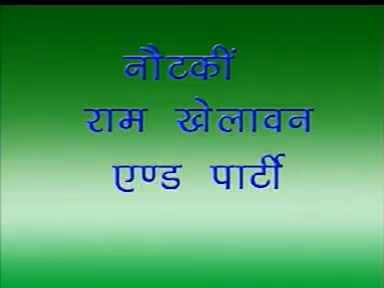 नौटकीं
राम खेलावन
एण्ड पार्टी